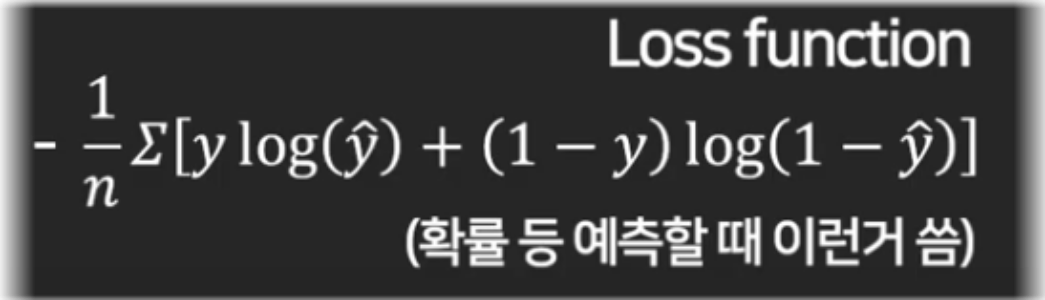 Loss function
- 1/n Σ[y log(ŷ) + (1 − y) log(1 − ŷ)]
(확률 등 예측할 때 이런거 씀)